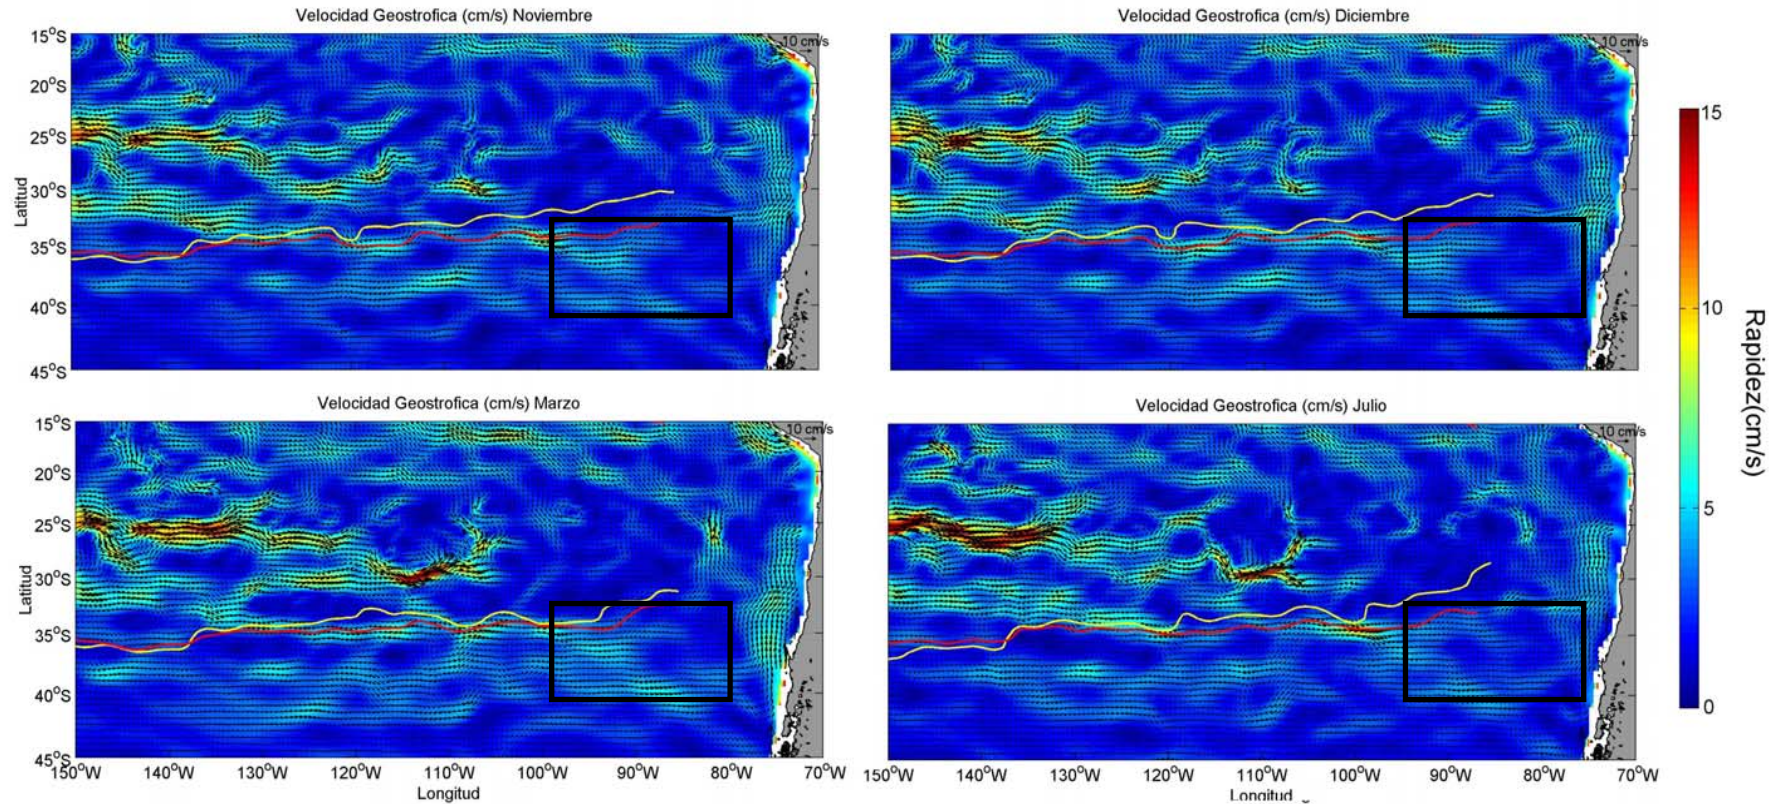 Velocidad Geostrofica (cm/s) Noviembre
Velocidad Geostrofica (cm/s) Diciembre
15°S
20°S
25°S
30°S
35°S
40°S
45°S
Latitud
10 cm/s
10 cm/s
15
10
5
0
Rapidez(cm/s)
Velocidad Geostrofica (cm/s) Marzo
Velocidad Geostrofica (cm/s) Julio
15°S
20°S
25°S
30°S
35°S
40°S
45°S
Latitud
10 cm/s
10 cm/s
150°W 140°W 130°W 120°W 110°W 100°W 90°W 80°W 70°W
150°W 140°W 130°W 120°W 110°W 100°W 90°W 80°W 70°W
Longitud
Longitud